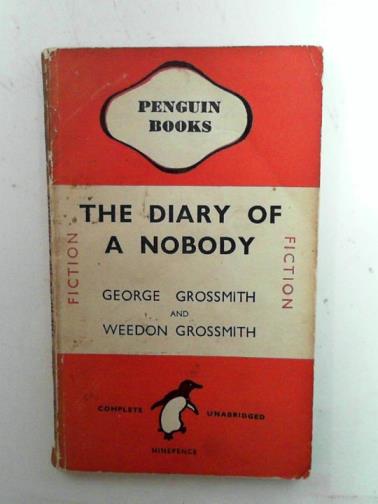 PENGUIN
BOOKS
THE DIARY OF
A NOBODY
FICTION
FICTION
GEORGE GROSSMITH
AND
WEEDON GROSSMITH
COMPLETE UNABRIDGED
NINEPENCE